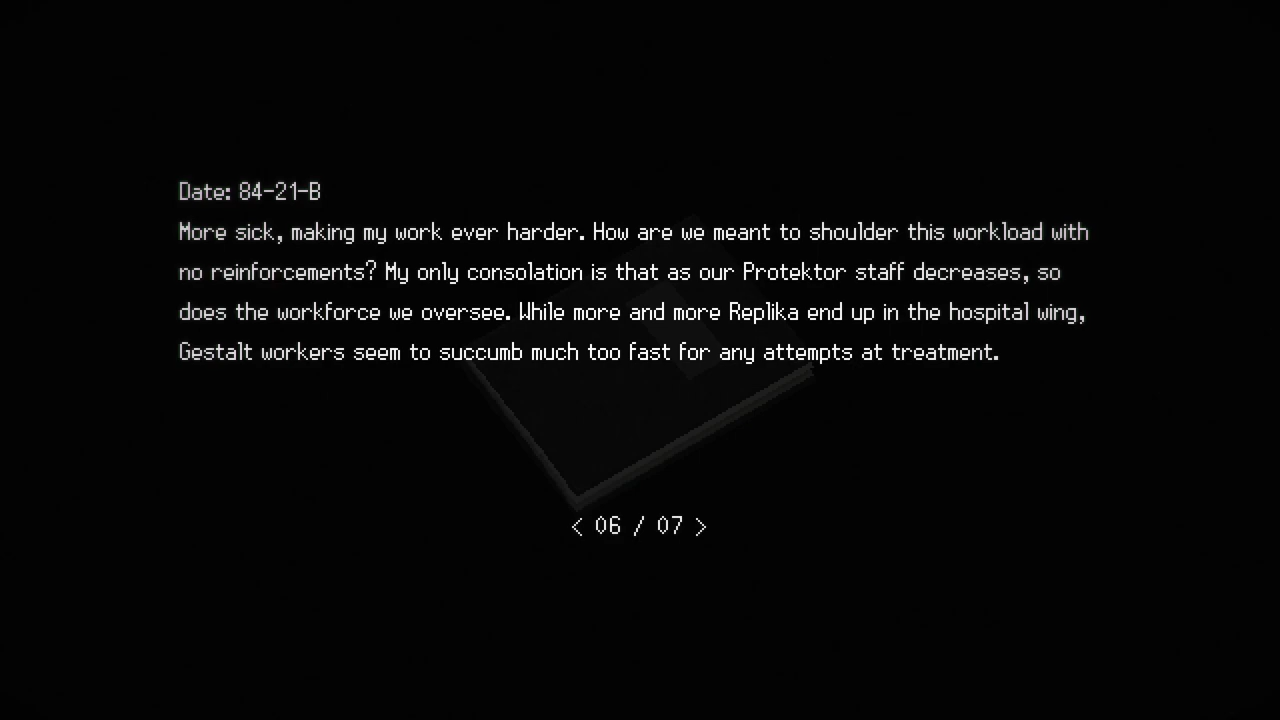 Date: 84-21-B
More sick, making my work ever harder. How are we meant to shoulder this workload with
no reinforcements? My only consolation is that as our Protektor staff decreases, so
does the workforce we oversee. While more and more Replika end up in the hospital wing,
Gestalt workers seem to succumb much too fast for any attempts at treatment.
< 06 / 07 >